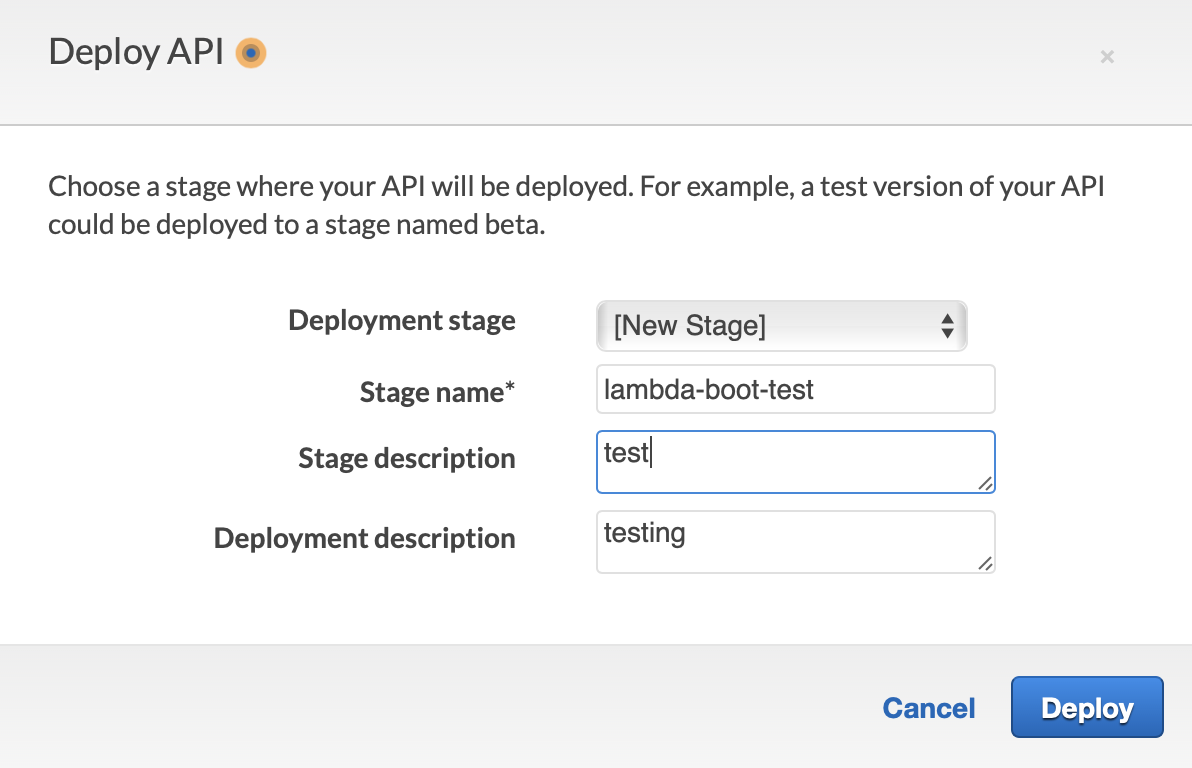 Deploy API
×
Choose a stage where your API will be deployed. For example, a test version of your API
could be deployed to a stage named beta.
Deployment stage [New Stage]
Stage name* lambda-boot-test
Stage description test
Deployment description testing
Cancel Deploy